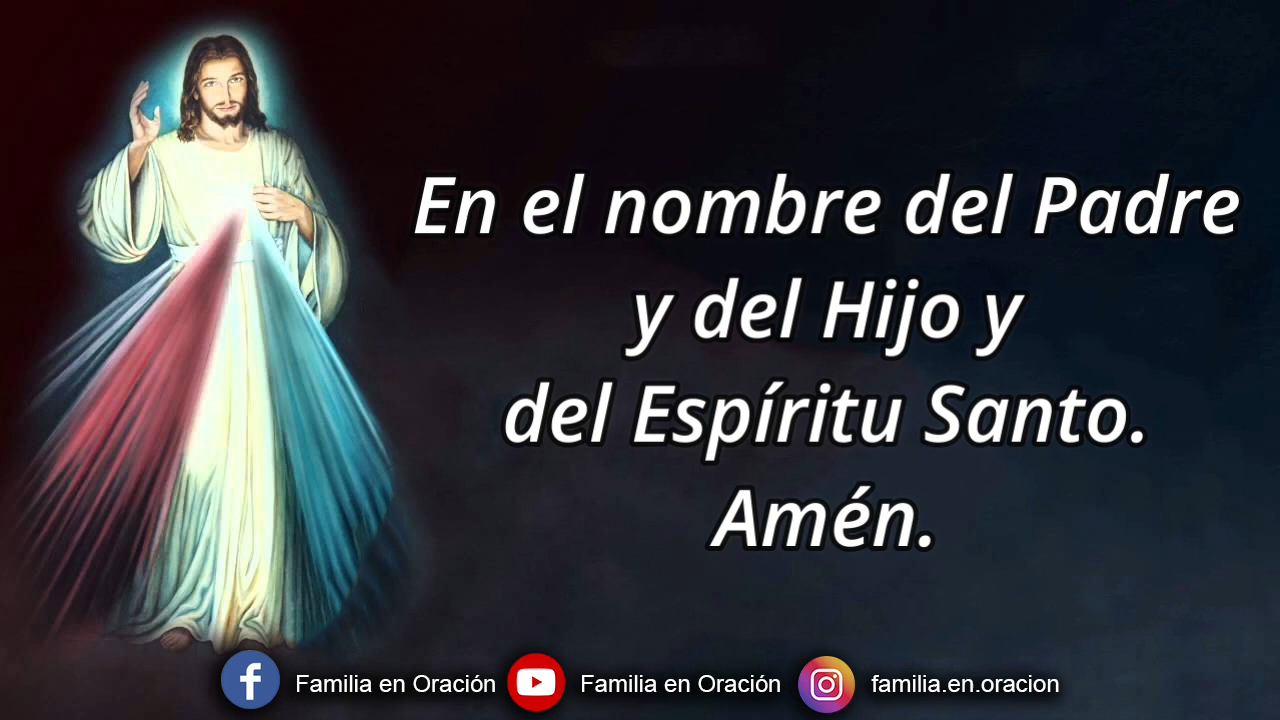 En el nombre del Padre
y del Hijo y
del Espíritu Santo.
Amén.
Familia en Oración Familia en Oración familia.en.oracion